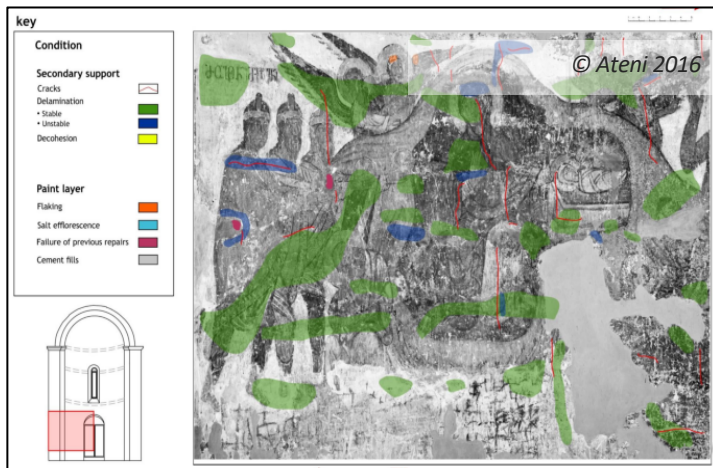 key
Condition
Secondary support
Cracks
Delamination
• Stable
• Unstable
Decohesion
Paint layer
Flaking
Salt efflorescence
Failure of previous repairs
Cement fills
© Ateni 2016